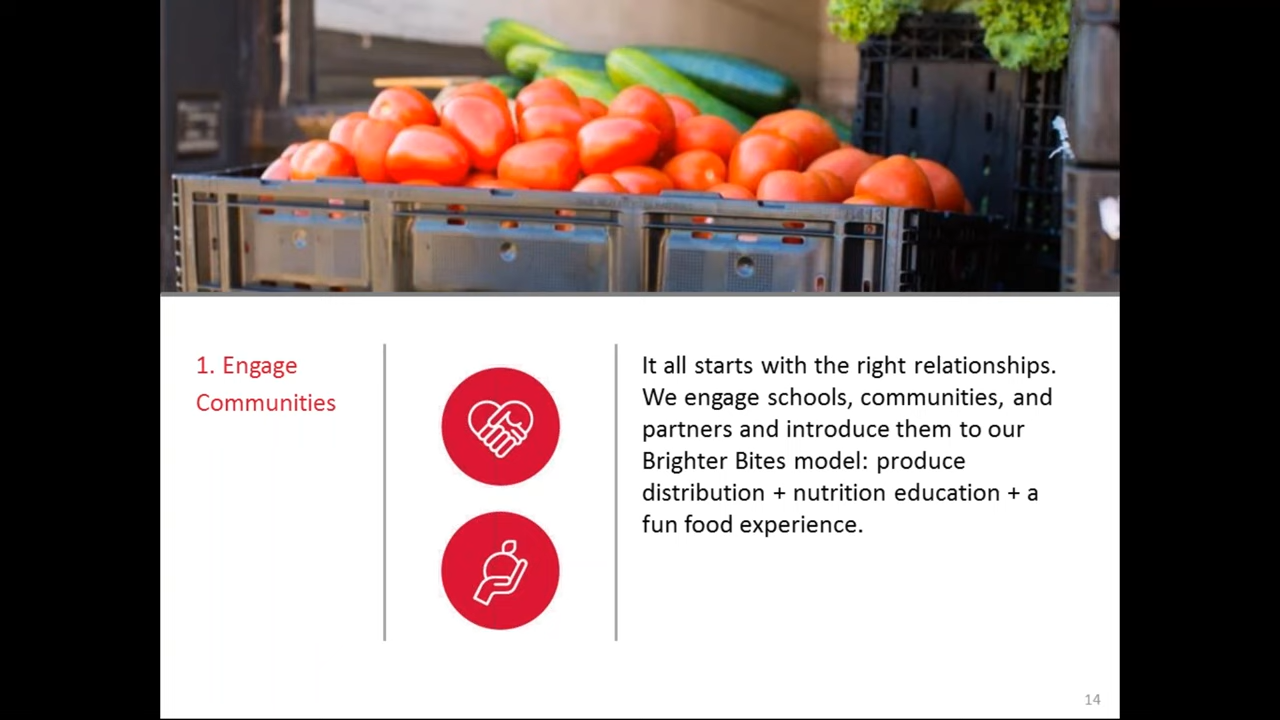 1. Engage
Communities
It all starts with the right relationships.
We engage schools, communities, and
partners and introduce them to our
Brighter Bites model: produce
distribution + nutrition education + a
fun food experience.
14